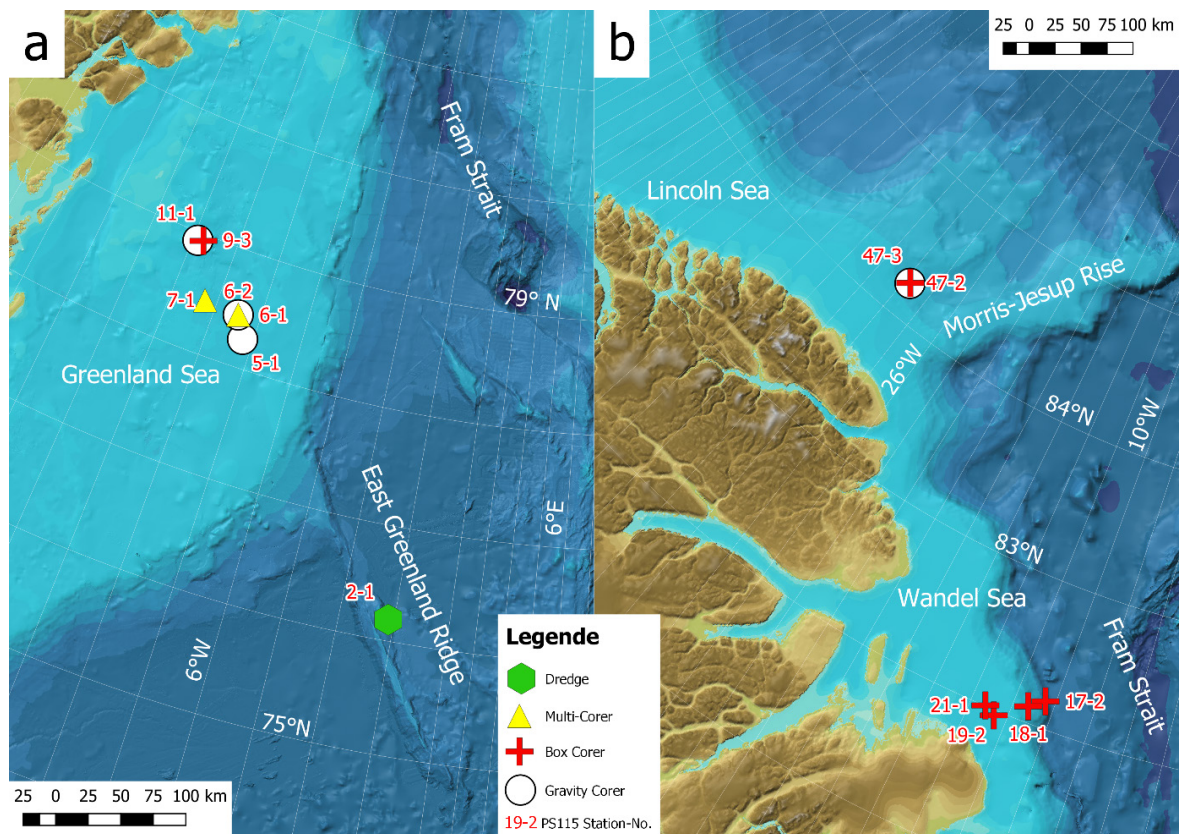 a
Fram Strait
11-1
9-3
7-1
6-2
6-1
5-1
79° N
Greenland Sea
East Greenland Ridge
6°E
2-1
6°W
75°N
25 0 25 50 75 100 km
Legende
Dredge
Multi-Corer
Box Corer
Gravity Corer
19-2 PS115 Station-No.
b
25 0 25 50 75 100 km
Lincoln Sea
47-3
47-2
Morris-Jesup Rise
26°W
84°N
10°W
83°N
Wandel Sea
Fram Strait
21-1
17-2
19-2
18-1